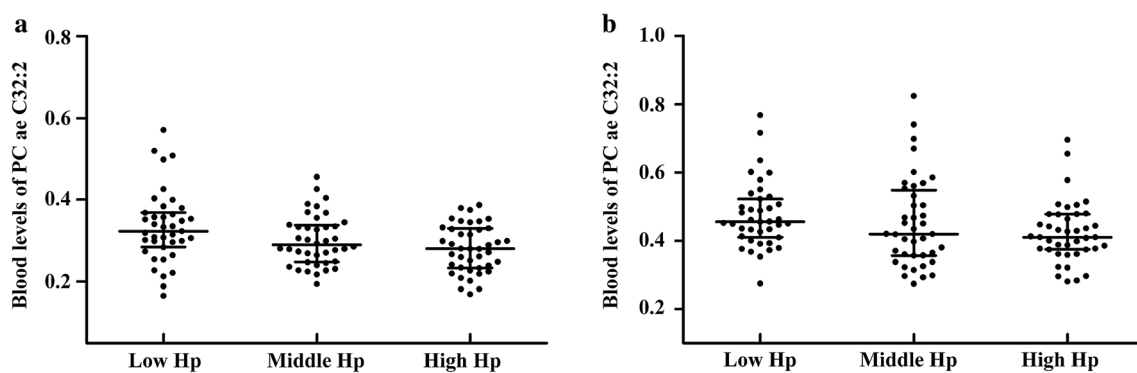 a
Blood levels of PC ae C32:2
0.8
0.6
0.4
0.2
Low Hp Middle Hp High Hp
b
Blood levels of PC ae C32:2
1.0
0.8
0.6
0.4
0.2
Low Hp Middle Hp High Hp